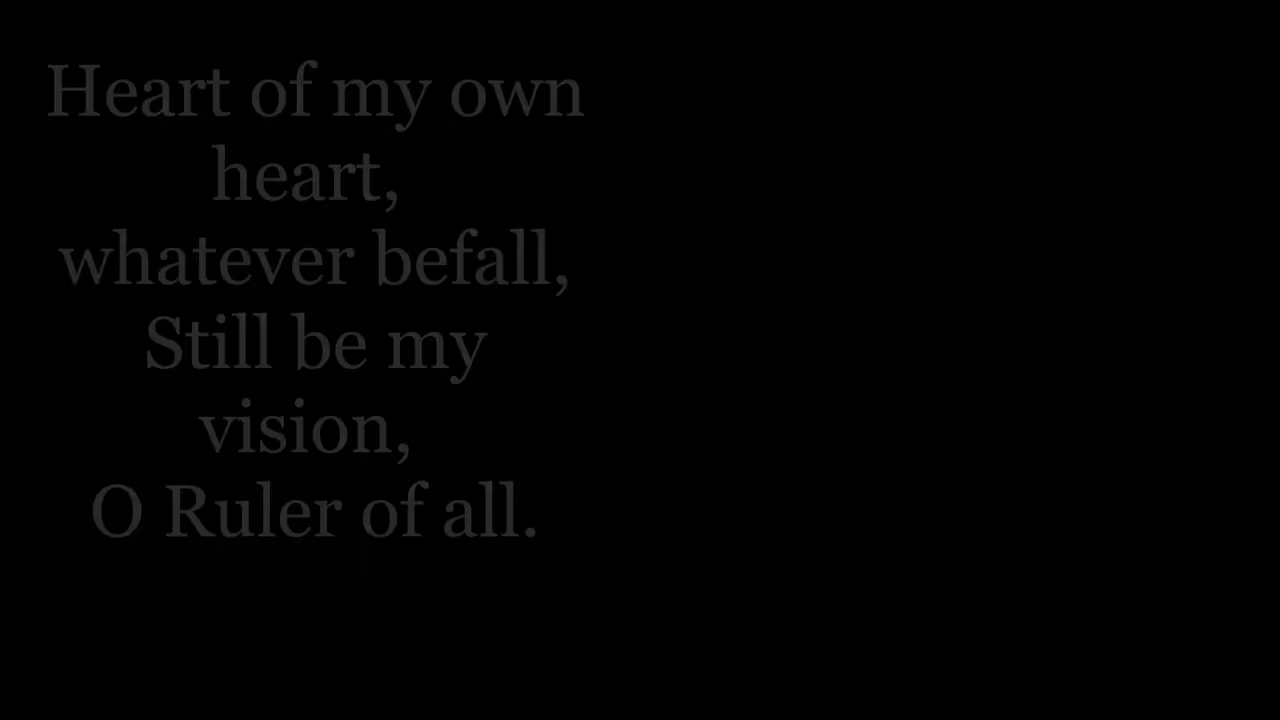 Heart of my own
heart,
whatever befall,
Still be my
vision,
O Ruler of all.